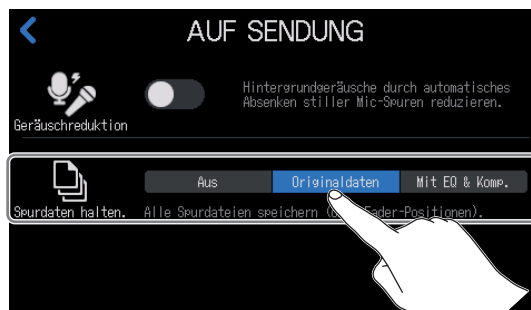 AUF SENDUNG
Hintergrundgeräusche durch automatisches
Absenken stiller Mic-Spuren reduzieren.
Geräuschreduktion
Aus Originaldaten Mit EQ & Komp.
Spurdaten halten. Alle Spurdateien speichern Fader-Positionen).